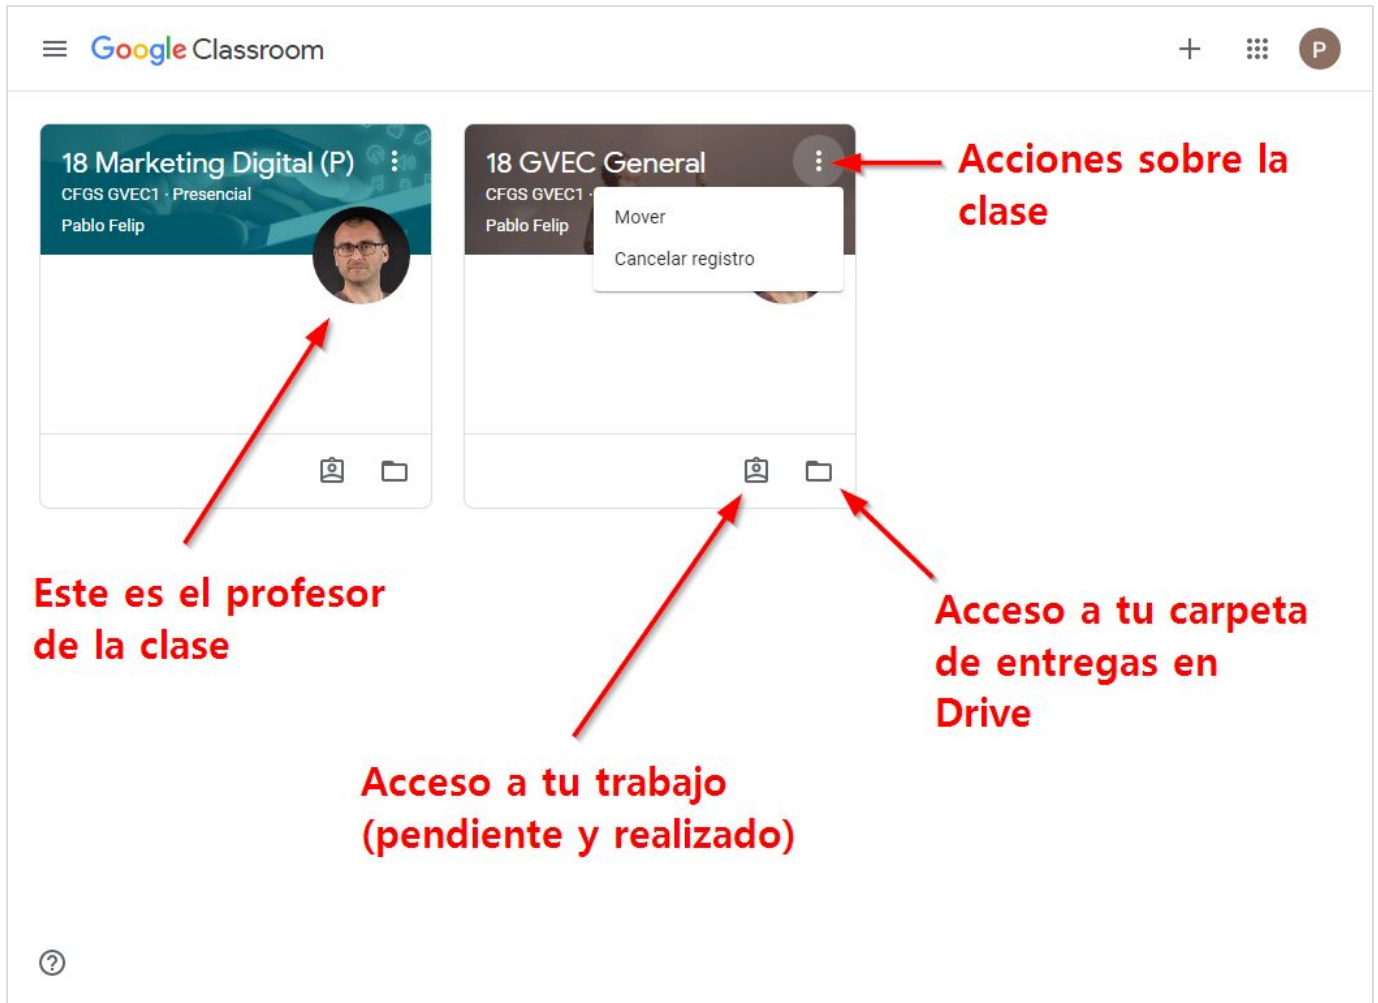 Google Classroom
P
18 Marketing Digital (P)
CFGS GVEC1 · Presencial
Pablo Felip
18 GVEC General
CFGS GVEC1 ·
Pablo Felip
Mover
Cancelar registro
Acciones sobre la
clase
Este es el profesor
de la clase
Acceso a tu carpeta
de entregas en
Drive
Acceso a tu trabajo
(pendiente y realizado)